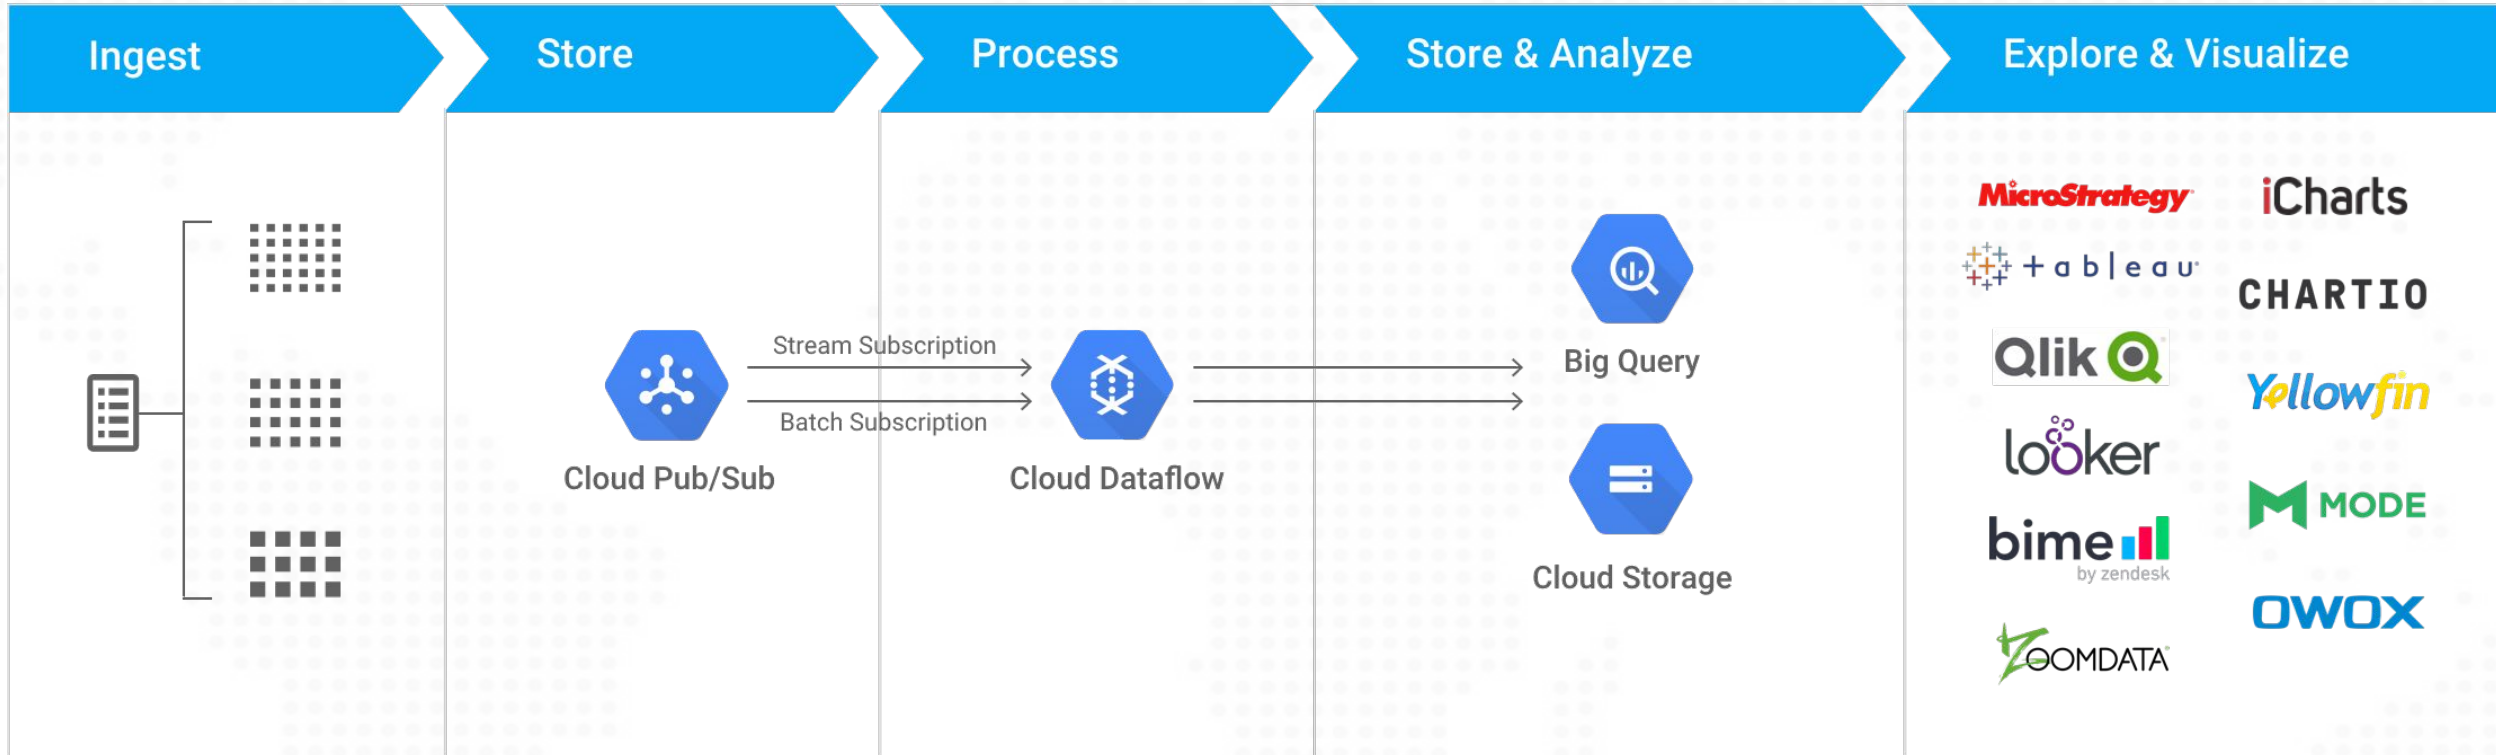 Ingest
Store
Process
Store & Analyze
Explore & Visualize
Stream Subscription
Batch Subscription
Cloud Pub/Sub
Cloud Dataflow
Big Query
Cloud Storage
MicroStrategy
iCharts
+ableau
CHARTIO
Qlik
Yellowfin
looker
MODE
bime
by zendesk
OWOX
ZOOMDATA